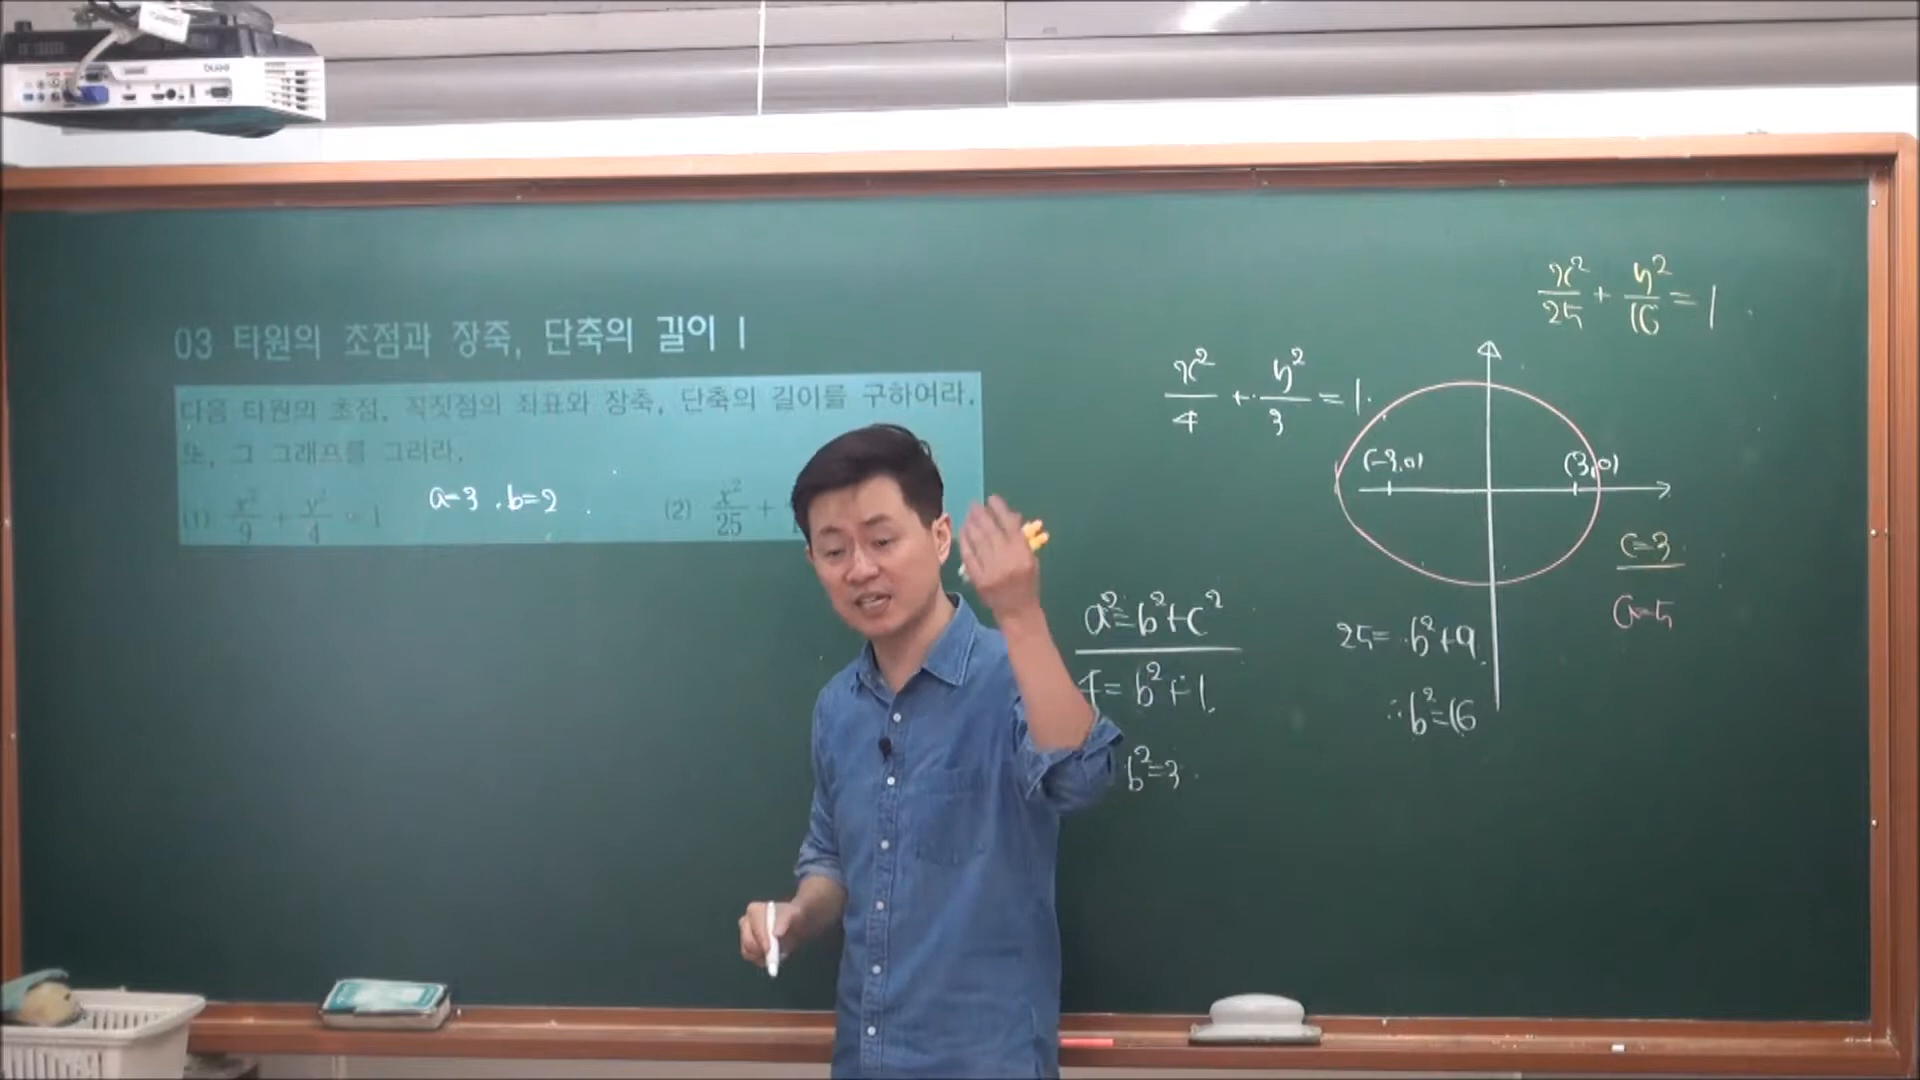 03 타원의 초점과 장축, 단축의 길이 I
다음 타원의 초점, 꼭짓점의 좌표와 장축, 단축의 길이를 구하여라.
또, 그 그래프를 그려라.
(1) x²/9 + y²/4 = 1
a=3 , b=2
(2) x²/25 +
x²/4 + y²/3 = 1
x²/25 + y²/16 = 1
(-3,0)
(3,0)
c=3
a=5
a²=b²+c²
4=b²+1
b²=3
25=b²+9
∴b²=16
BenQ